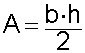 A = b·h/2